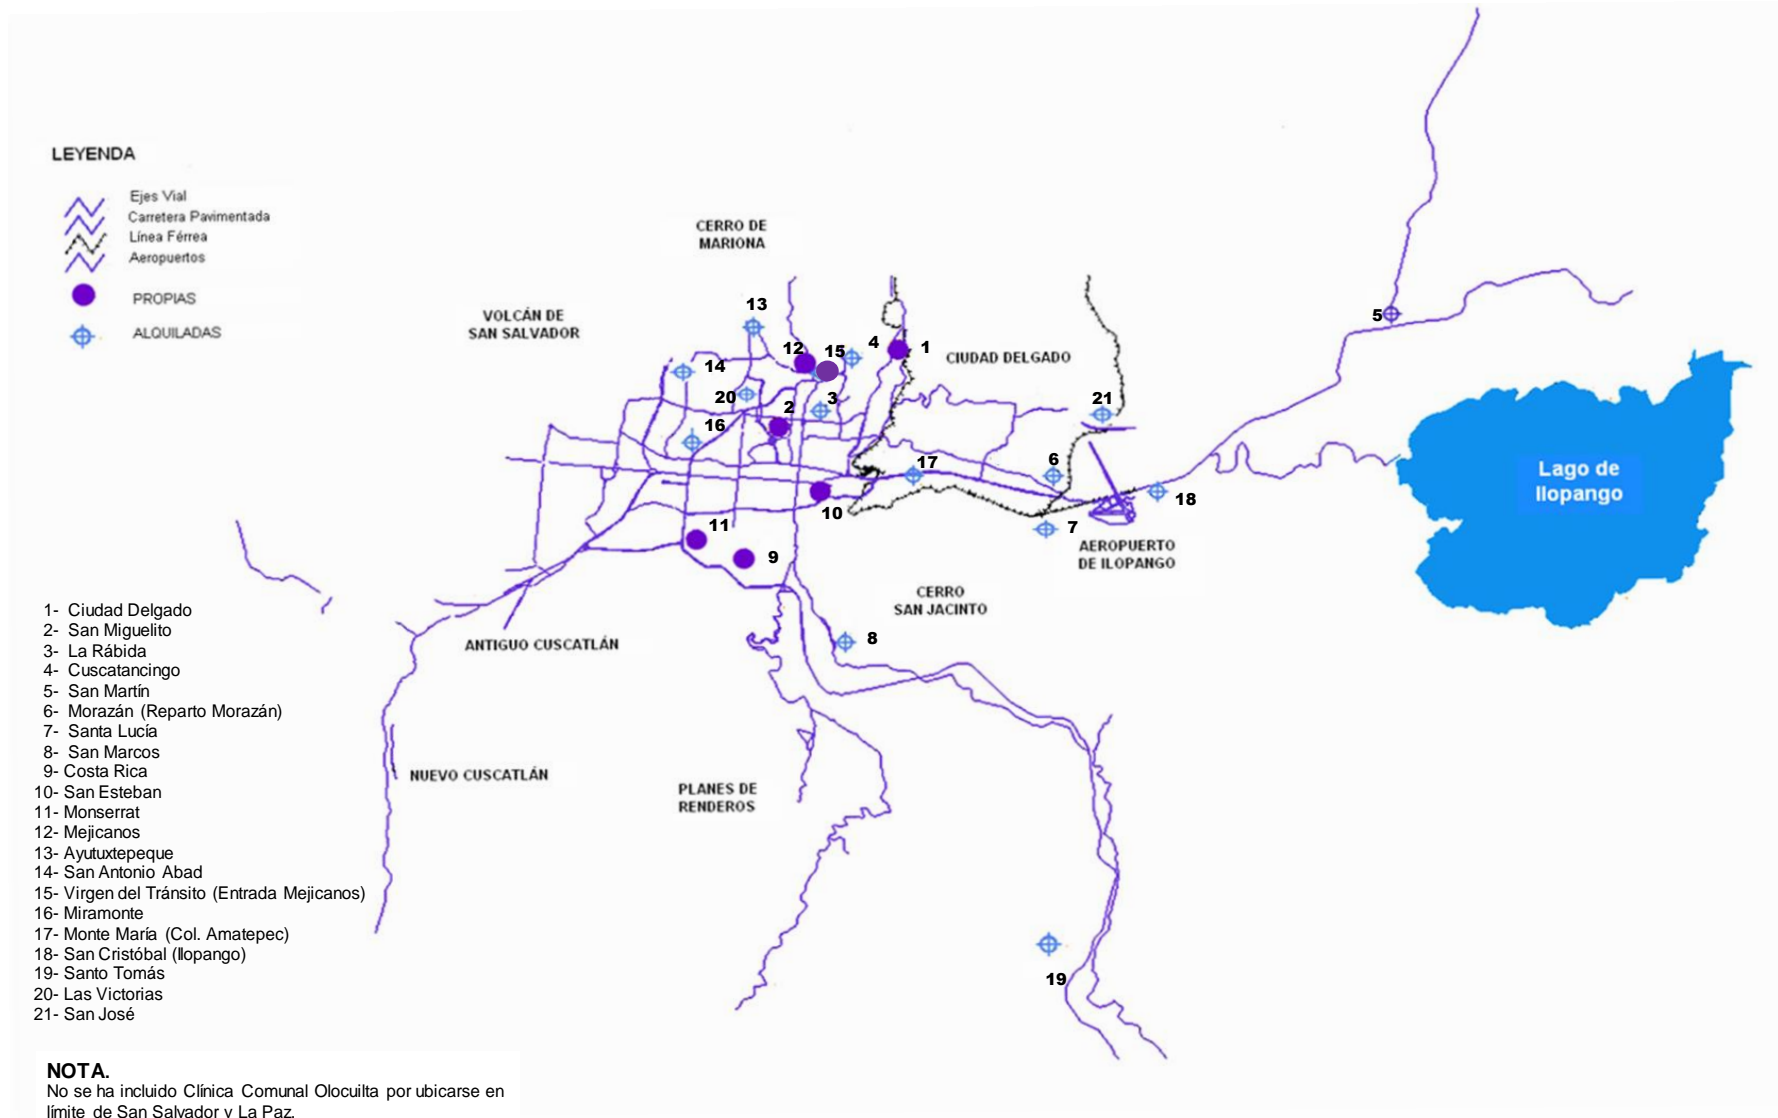 LEYENDA
Ejes Vial
Carretera Pavimentada
Línea Férrea
Aeropuertos
PROPIAS
ALQUILADAS
CERRO DE
MARIONA
VOLCÁN DE
SAN SALVADOR
13
12
15
4
1
CIUDAD DELGADO
14
20
2
3
16
21
5
17
6
18
10
7
11
9
AEROPUERTO
DE ILOPANGO
Lago de
Ilopango
CERRO
SAN JACINTO
8
ANTIGUO CUSCATLÁN
NUEVO CUSCATLÁN
PLANES DE
RENDEROS
19
1- Ciudad Delgado
2- San Miguelito
3- La Rábida
4- Cuscatancingo
5- San Martín
6- Morazán (Reparto Morazán)
7- Santa Lucía
8- San Marcos
9- Costa Rica
10- San Esteban
11- Monserrat
12- Mejicanos
13- Ayutuxtepeque
14- San Antonio Abad
15- Virgen del Tránsito (Entrada Mejicanos)
16- Miramonte
17- Monte María (Col. Amatepec)
18- San Cristóbal (Ilopango)
19- Santo Tomás
20- Las Victorias
21- San José
NOTA.
No se ha incluido Clínica Comunal Olocuilta por ubicarse en
límite de San Salvador y La Paz.